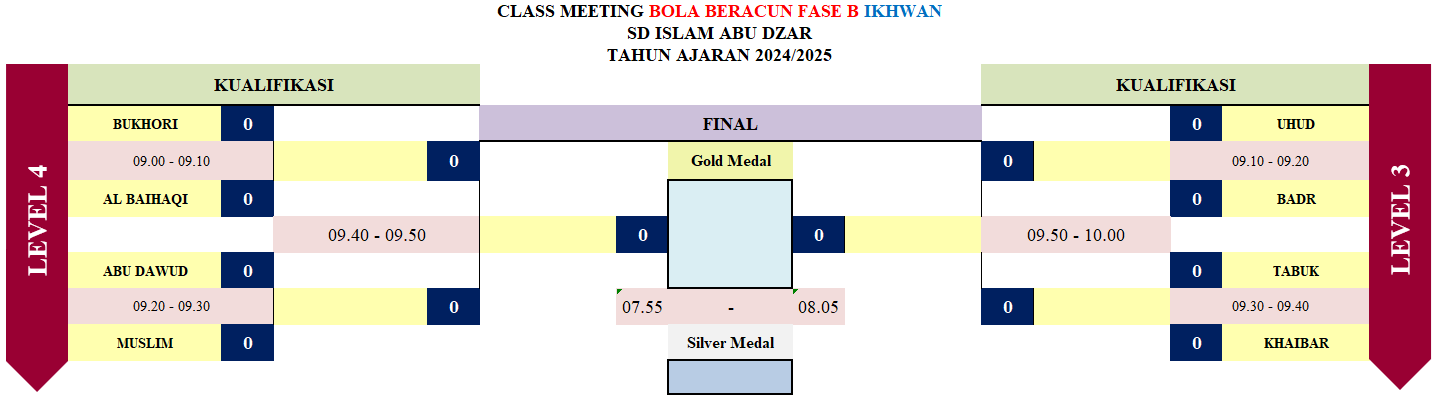 CLASS MEETING BOLA BERACUN FASE B IKHWAN
SD ISLAM ABU DZAR
TAHUN AJARAN 2024/2025
KUALIFIKASI KUALIFIKASI
BUKHORI 0 FINAL 0 UHUD
09.00 - 09.10 0 Gold Medal 0 09.10 - 09.20
AL BAIHAQI 0 0 BADR
LEVEL 4 09.40 - 09.50 0 0 09.50 - 10.00 LEVEL 3
ABU DAWUD 0 0 TABUK
09.20 - 09.30 0 07.55 - 08.05 0 09.30 - 09.40
MUSLIM 0 Silver Medal 0 KHAIBAR